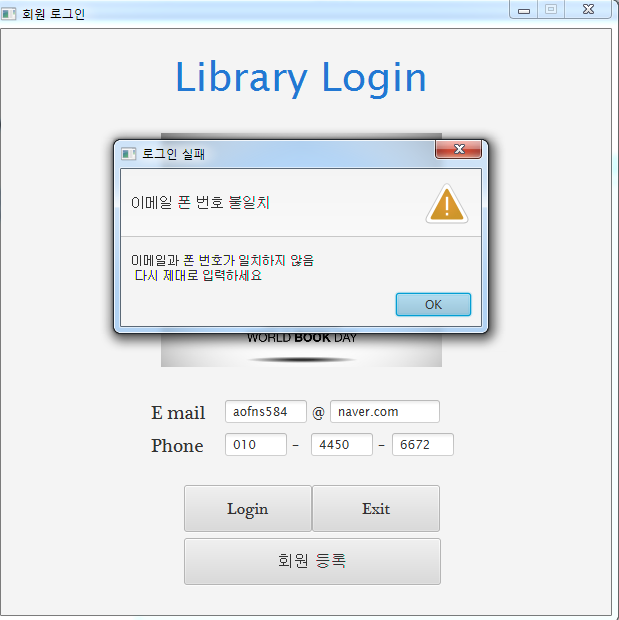 회원 로그인
Library Login
로그인 실패
이메일 폰 번호 불일치
이메일과 폰 번호가 일치하지 않음
다시 제대로 입력하세요
OK
WORLD BOOK DAY
E mail aofns584 @ naver.com
Phone 010 - 4450 - 6672
Login Exit
회원 등록